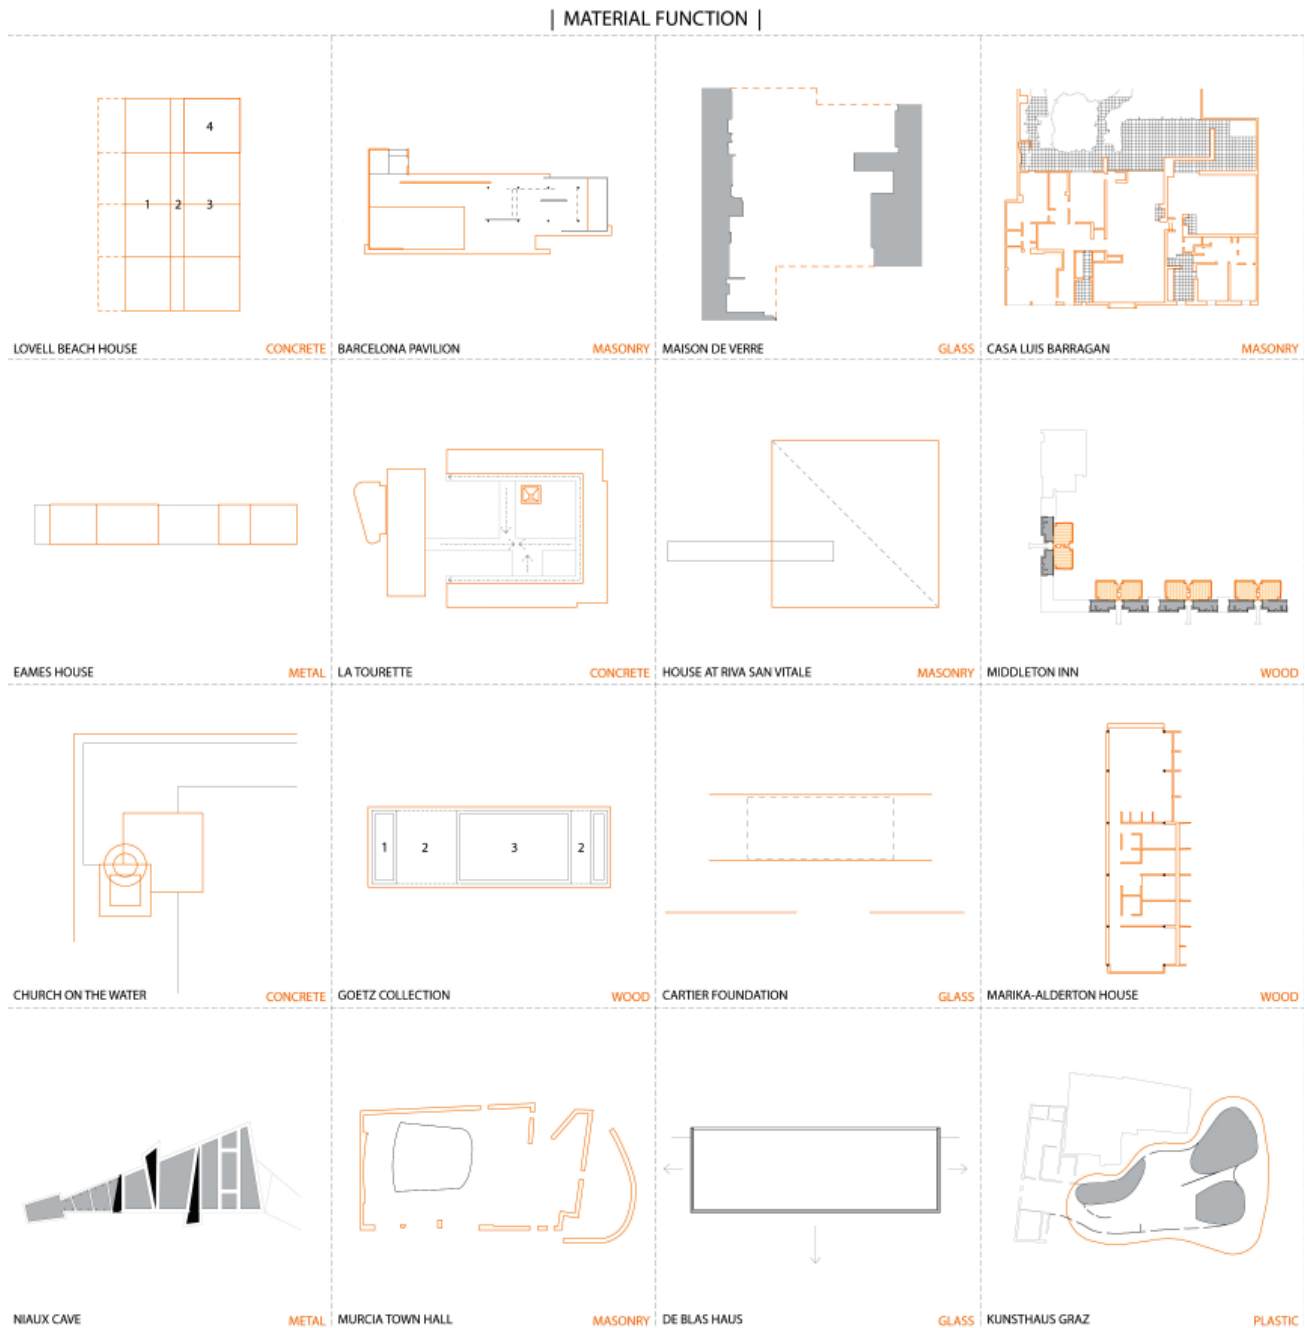 | MATERIAL FUNCTION |
4
1 2 3
LOVELL BEACH HOUSE CONCRETE
BARCELONA PAVILION MASONRY
MAISON DE VERRE GLASS
CASA LUIS BARRAGAN MASONRY
EAMES HOUSE METAL
LA TOURETTE CONCRETE
HOUSE AT RIVA SAN VITALE MASONRY
MIDDLETON INN WOOD
1 2 3 2
CHURCH ON THE WATER CONCRETE
GOETZ COLLECTION WOOD
CARTIER FOUNDATION GLASS
MARIKA-ALDERTON HOUSE WOOD
NIAUX CAVE METAL
MURCIA TOWN HALL MASONRY
DE BLAS HAUS GLASS
KUNSTHAUS GRAZ PLASTIC